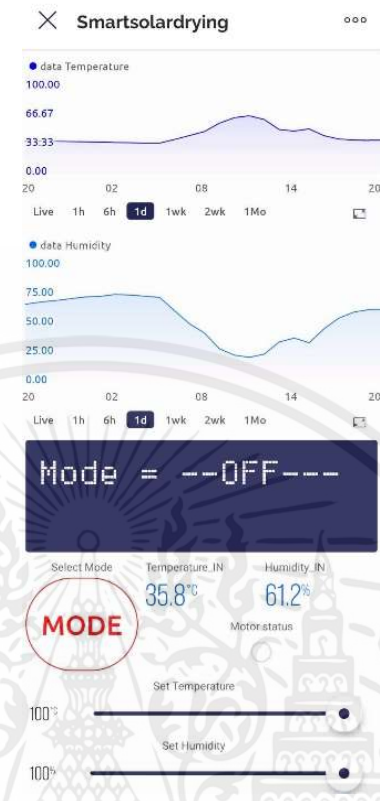 Smartsolardrying
data Temperature
100.00
66.67
33.33
0.00
20 02 08 14 20
Live 1h 6h 1d 1wk 2wk 1Mo
data Humidity
100.00
75.00
50.00
25.00
0.00
20 02 08 14 20
Live 1h 6h 1d 1wk 2wk 1Mo
Mode = --OFF---
Select Mode Temperature_IN Humidity_IN
35.8°C 61.2%
MODE
Motor status
Set Temperature
100°C
Set Humidity
100%